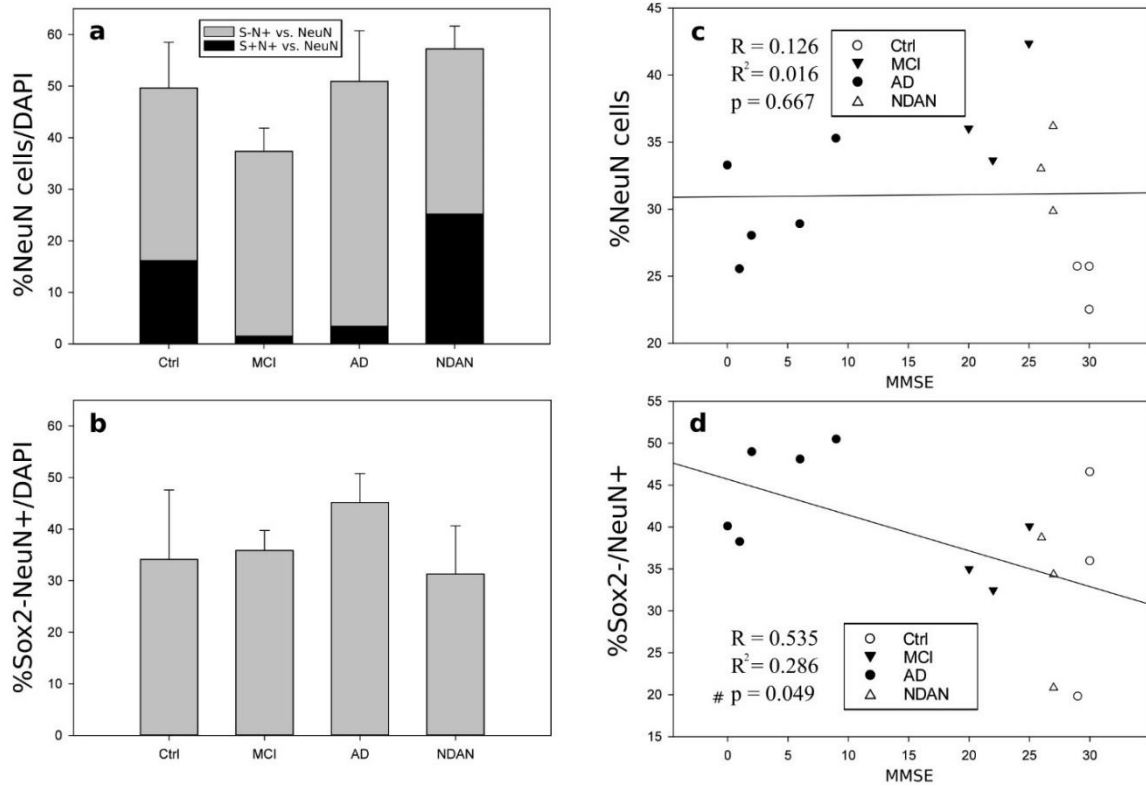 a
S-N+ vs. NeuN
S+N+ vs. NeuN
%NeuN cells/DAPI
60
50
40
30
20
10
0
Ctrl MCI AD NDAN
c
R = 0.126
R² = 0.016
p = 0.667
Ctrl
MCI
AD
NDAN
%NeuN cells
45
40
35
30
25
20
0 5 10 15 20 25 30
MMSE
b
%Sox2-NeuN+/DAPI
60
50
40
30
20
10
0
Ctrl MCI AD NDAN
d
%Sox2-/NeuN+
55
50
45
40
35
30
25
20
15
R = 0.535
R² = 0.286
# p = 0.049
Ctrl
MCI
AD
NDAN
0 5 10 15 20 25 30
MMSE